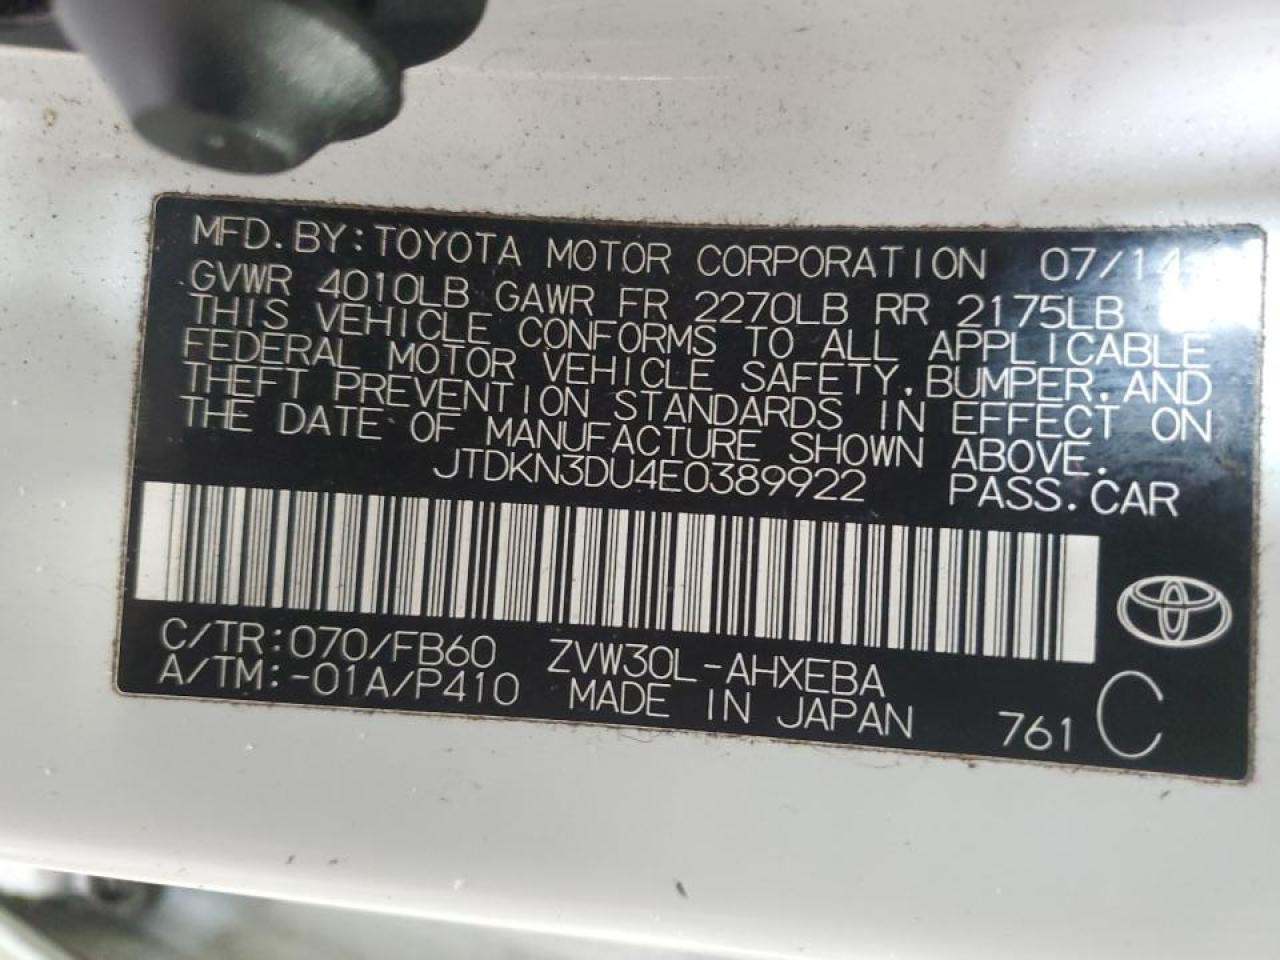 MFD. BY: TOYOTA MOTOR CORPORATION 07/14
GVWR 4010LB GAWR FR 2270LB RR 2175LB
THIS VEHICLE CONFORMS TO ALL APPLICABLE
FEDERAL MOTOR VEHICLE SAFETY, BUMPER, AND
THEFT PREVENTION STANDARDS IN EFFECT ON
THE DATE OF MANUFACTURE SHOWN ABOVE.
JTDKN3DU4E0389922 PASS. CAR
C/TR: 070/FB60 ZVW30L-AHXEBA
A/TM: -01A/P410 MADE IN JAPAN 761 C